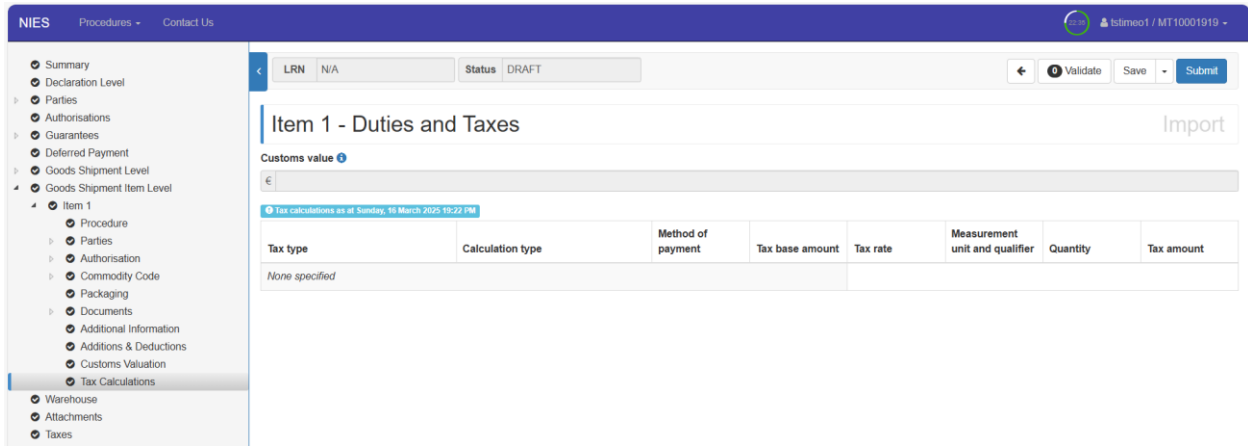 NIES Procedures Contact Us 22:38 tstimeo1 / MT10001919
Summary
Declaration Level
Parties
Authorisations
Guarantees
Deferred Payment
Goods Shipment Level
Goods Shipment Item Level
Item 1
Procedure
Parties
Authorisation
Commodity Code
Packaging
Documents
Additional Information
Additions & Deductions
Customs Valuation
Tax Calculations
Warehouse
Attachments
Taxes
LRN N/A Status DRAFT 0 Validate Save Submit
Item 1 - Duties and Taxes Import
Customs value
€
Tax calculations as at Sunday, 16 March 2025 19:22 PM
Tax type Calculation type Method of payment Tax base amount Tax rate Measurement unit and qualifier Quantity Tax amount
None specified